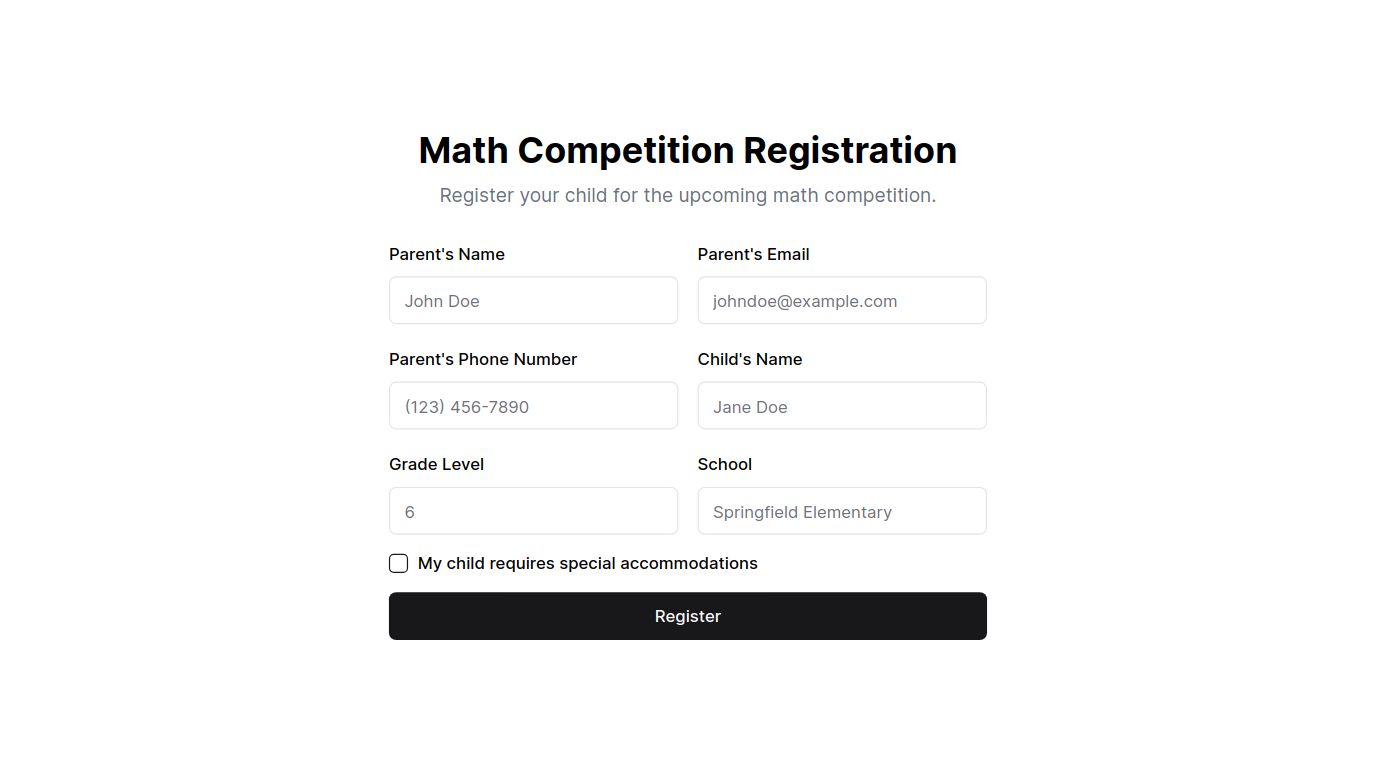 Math Competition Registration
Register your child for the upcoming math competition.
Parent's Name
Parent's Email
John Doe
johndoe@example.com
Parent's Phone Number
Child's Name
(123) 456-7890
Jane Doe
Grade Level
School
6
Springfield Elementary
My child requires special accommodations
Register